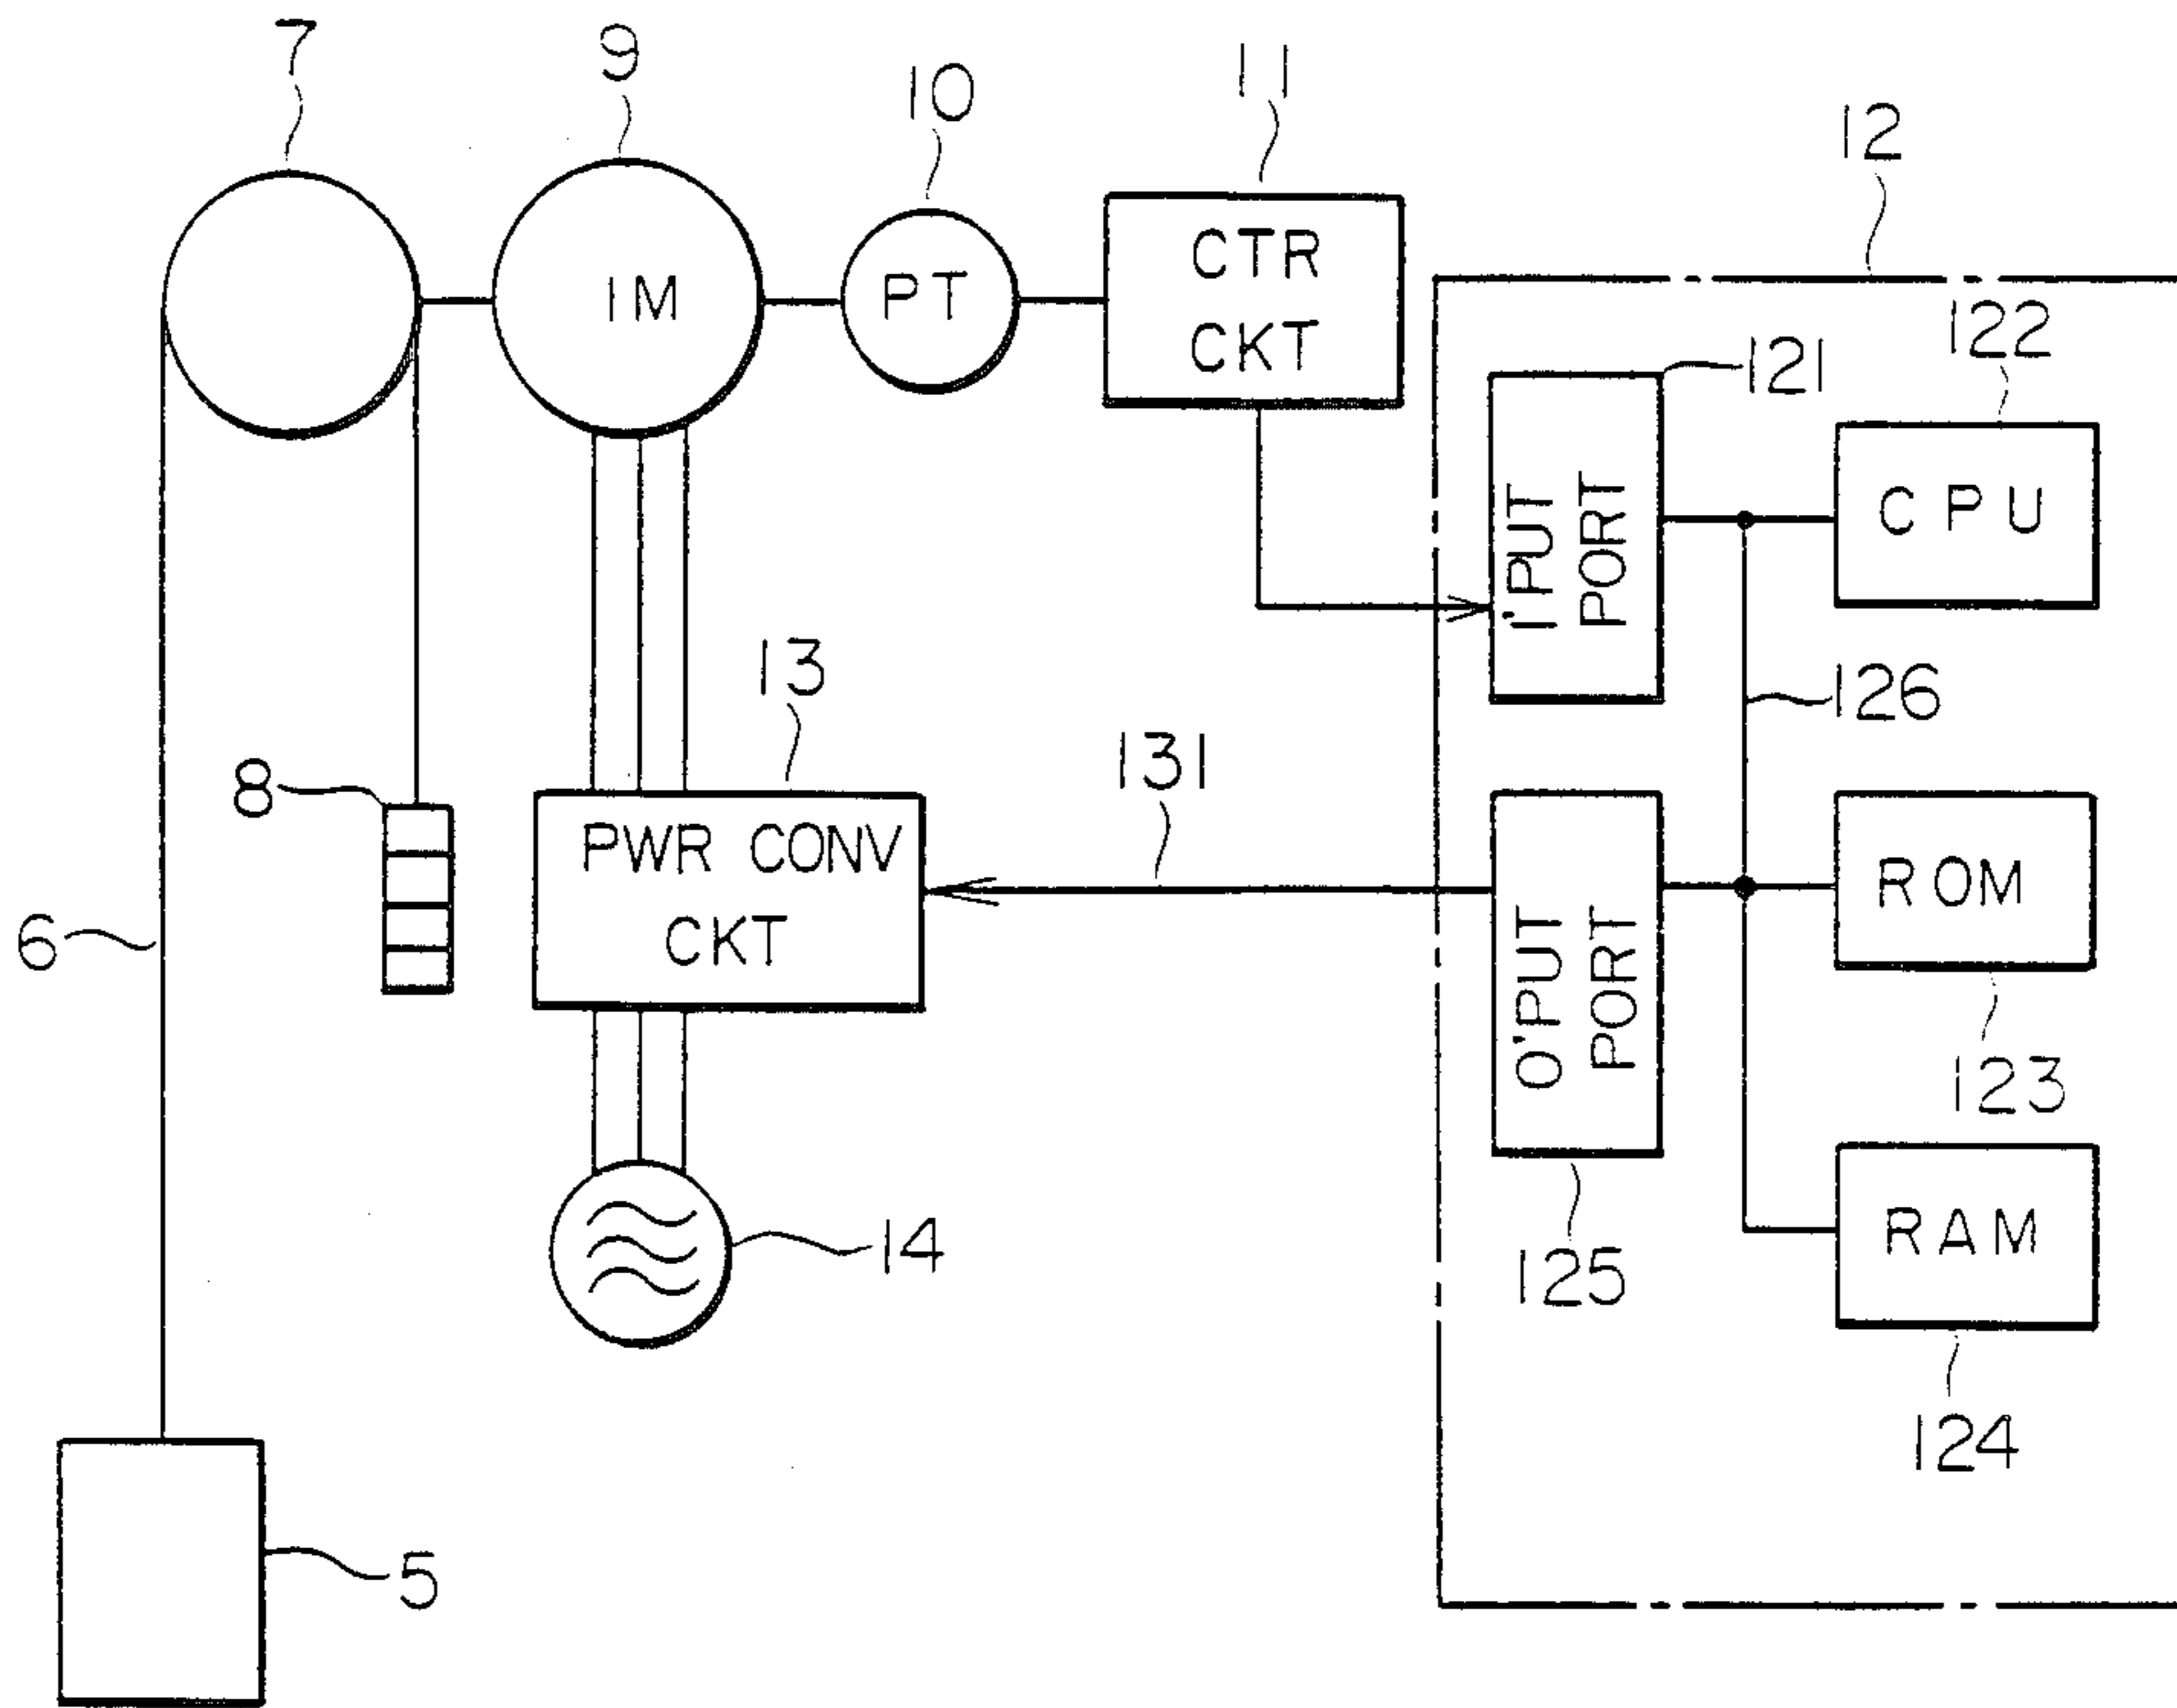 7
9
10
11
12
IM
PT
CTR
CKT
121
122
I'PUT
PORT
CPU
126
13
131
8
PWR CONV
CKT
6
O'PUT
PORT
ROM
123
14
125
RAM
124
5